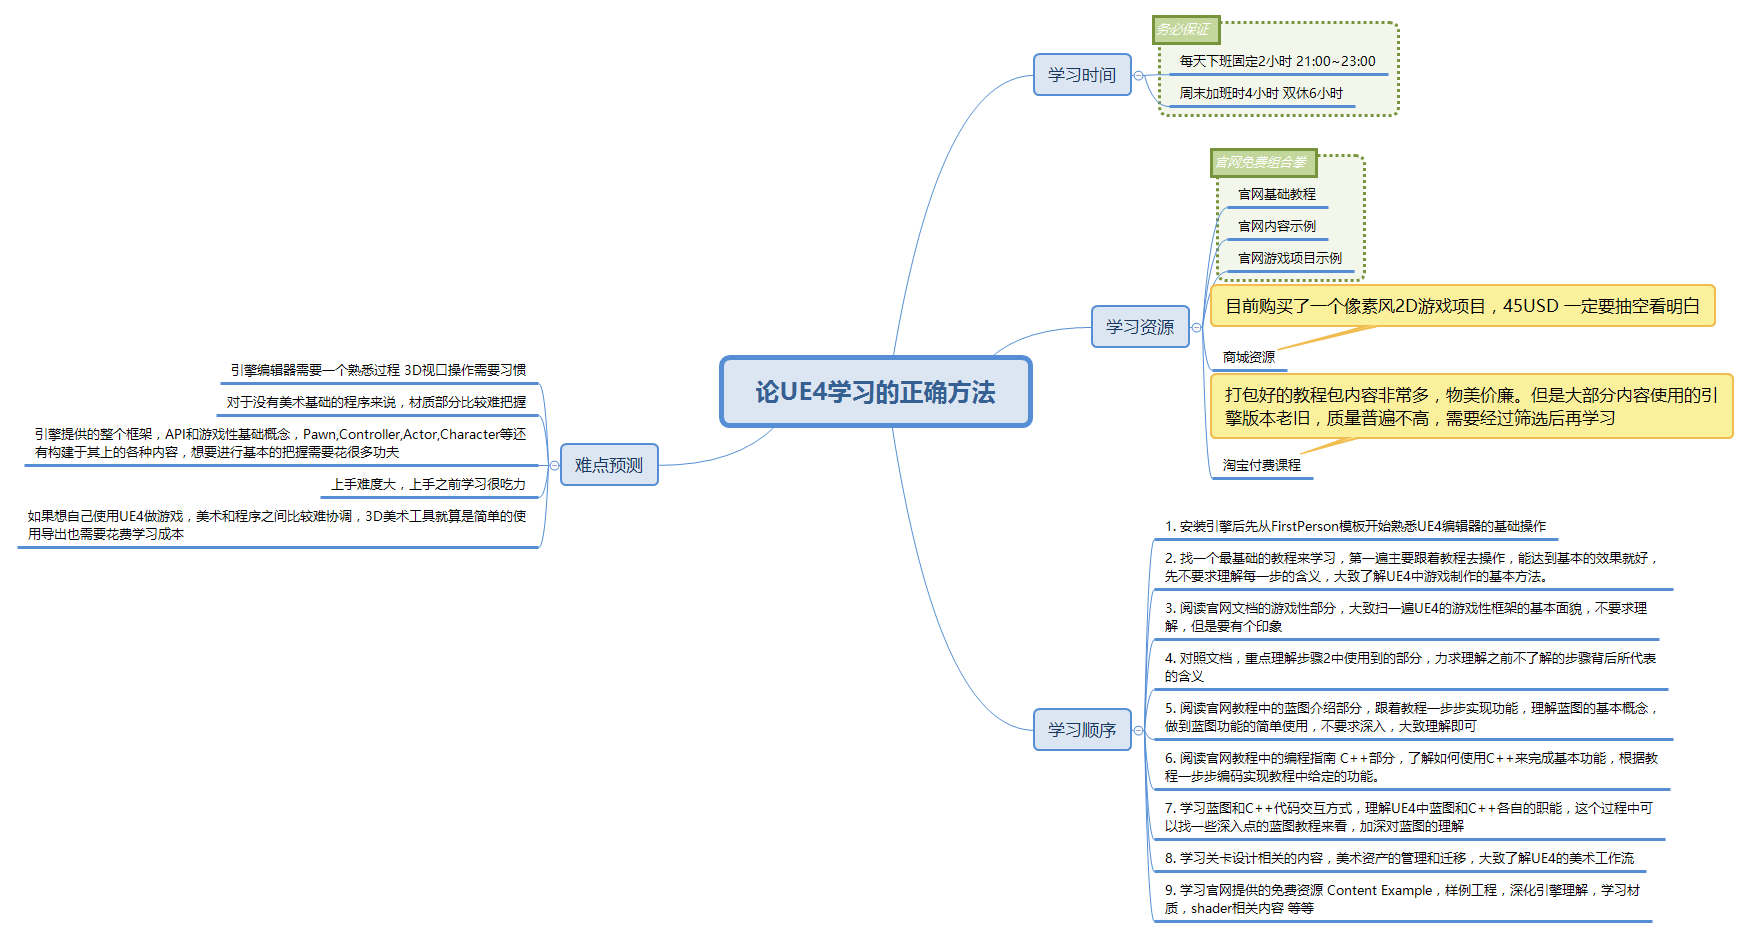 论UE4学习的正确方法
学习时间
务必保证
每天下班固定2小时 21:00~23:00
周末加班时4小时 双休6小时
学习资源
官网免费组合拳
官网基础教程
官网内容示例
官网游戏项目示例
目前购买了一个像素风2D游戏项目，45USD 一定要抽空看明白
商城资源
打包好的教程包内容非常多，物美价廉。但是大部分内容使用的引
擎版本老旧，质量普遍不高，需要经过筛选后再学习
淘宝付费课程
学习顺序
1. 安装引擎后先从FirstPerson模板开始熟悉UE4编辑器的基础操作
2. 找一个最基础的教程来学习，第一遍主要跟着教程去操作，能达到基本的效果就好，
先不要求理解每一步的含义，大致了解UE4中游戏制作的基本方法。
3. 阅读官网文档的游戏性部分，大致扫一遍UE4的游戏性框架的基本面貌，不要求理
解，但是要有个印象
4. 对照文档，重点理解步骤2中使用到的部分，力求理解之前不了解的步骤背后所代表
的含义
5. 阅读官网教程中的蓝图介绍部分，跟着教程一步步实现功能，理解蓝图的基本概念，
做到蓝图功能的简单使用，不要求深入，大致理解即可
6. 阅读官网教程中的编程指南 C++部分，了解如何使用C++来完成基本功能，根据教
程一步步编码实现教程中给定的功能。
7. 学习蓝图和C++代码交互方式，理解UE4中蓝图和C++各自的职能，这个过程中可
以找一些深入点的蓝图教程来看，加深对蓝图的理解
8. 学习关卡设计相关的内容，美术资产的管理和迁移，大致了解UE4的美术工作流
9. 学习官网提供的免费资源 Content Example，样例工程，深化引擎理解，学习材
质，shader相关内容 等等
难点预测
引擎编辑器需要一个熟悉过程 3D视口操作需要习惯
对于没有美术基础的程序来说，材质部分比较难把握
引擎提供的整个框架，API和游戏性基础概念，Pawn,Controller,Actor,Character等还
有构建于其上的各种内容，想要进行基本的把握需要花很多功夫
上手难度大，上手之前学习很吃力
如果想自己使用UE4做游戏，美术和程序之间比较难协调，3D美术工具就算是简单的使
用导出也需要花费学习成本